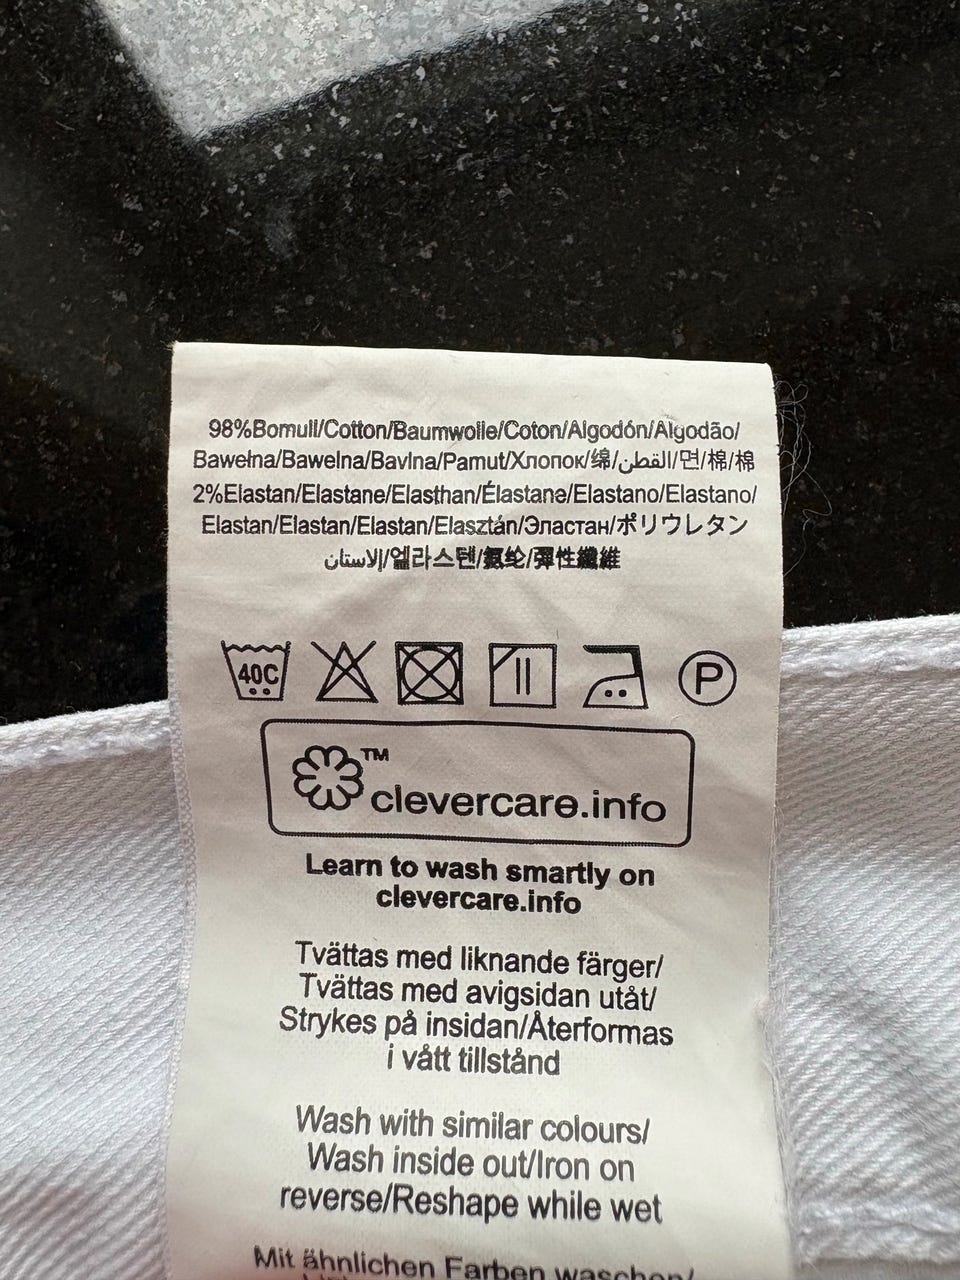 98%Bomull/Cotton/Baumwolle/Coton/Algodón/Algodão/
Bawełna/Bawelna/Bavlna/Pamut/Хлопок/绵/القطن/면/棉/棉
2%Elastan/Elastane/Elasthan/Élastane/Elastano/Elastano/
Elastan/Elastan/Elastan/Elasztán/Эластан/ポリウレタン
إلاستان/엘라스텐/氨纶/彈性纖維
40C
P
TM
clevercare.info
Learn to wash smartly on
clevercare.info
Tvättas med liknande färger/
Tvättas med avigsidan utåt/
Strykes på insidan/Återformas
i vått tillstånd
Wash with similar colours/
Wash inside out/Iron on
reverse/Reshape while wet
Mit ähnlichen Farben waschen/